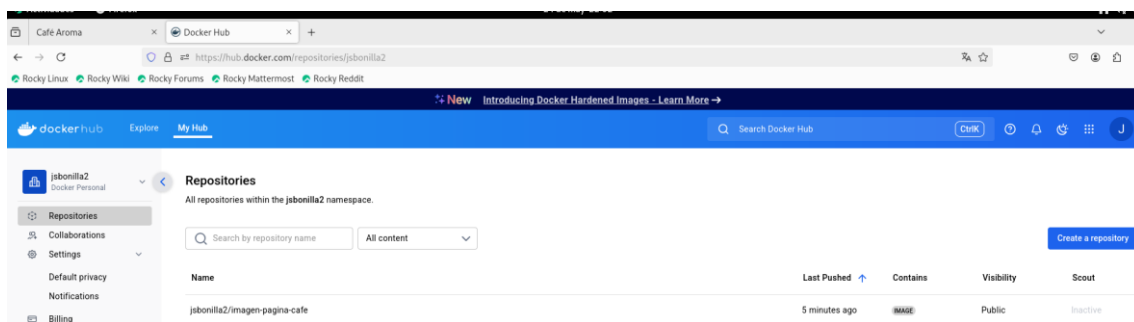 Café Aroma × Docker Hub × +
https://hub.docker.com/repositories/jsbonilla2
Rocky Linux Rocky Wiki Rocky Forums Rocky Mattermost Rocky Reddit
New Introducing Docker Hardened Images - Learn More →
dockerhub Explore My Hub Search Docker Hub CtrlK J
jsbonilla2
Docker Personal
Repositories
Collaborations
Settings
Default privacy
Notifications
Billing
Repositories
All repositories within the jsbonilla2 namespace.
Search by repository name All content
Create a repository
Name Last Pushed ↑ Contains Visibility Scout
jsbonilla2/imagen-pagina-cafe 5 minutes ago IMAGE Public Inactive